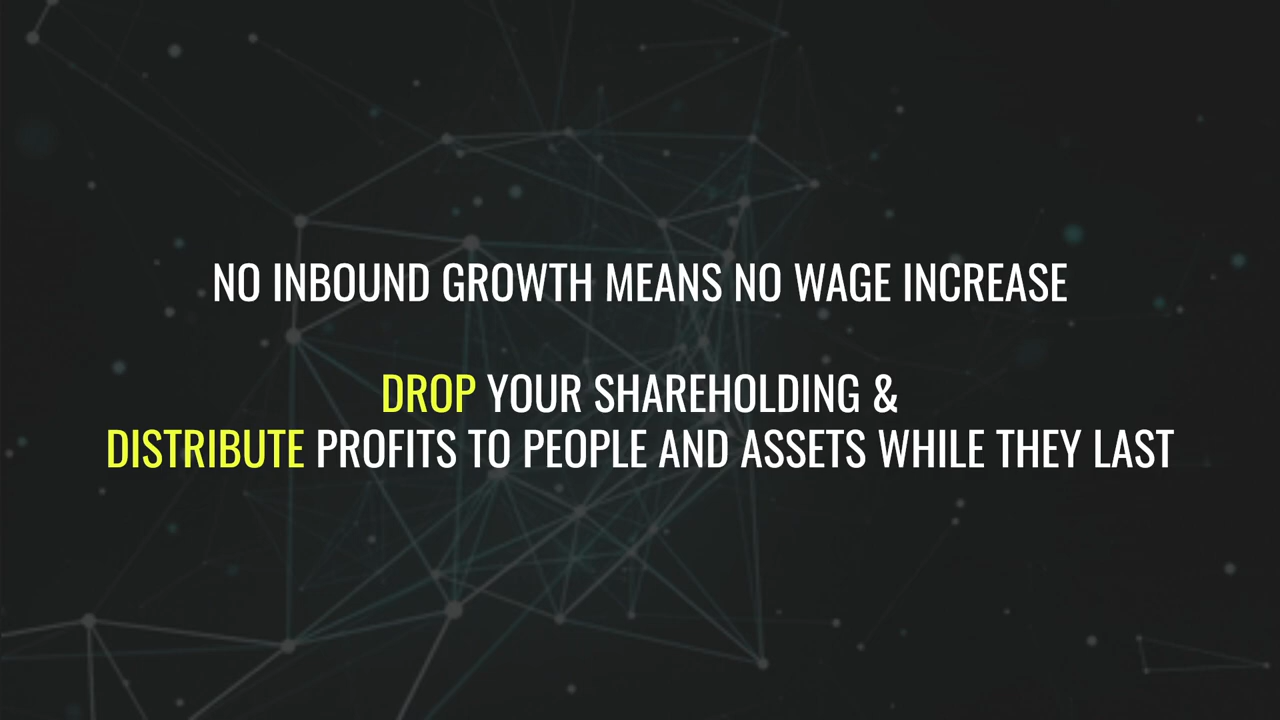 NO INBOUND GROWTH MEANS NO WAGE INCREASE
DROP YOUR SHAREHOLDING &
DISTRIBUTE PROFITS TO PEOPLE AND ASSETS WHILE THEY LAST